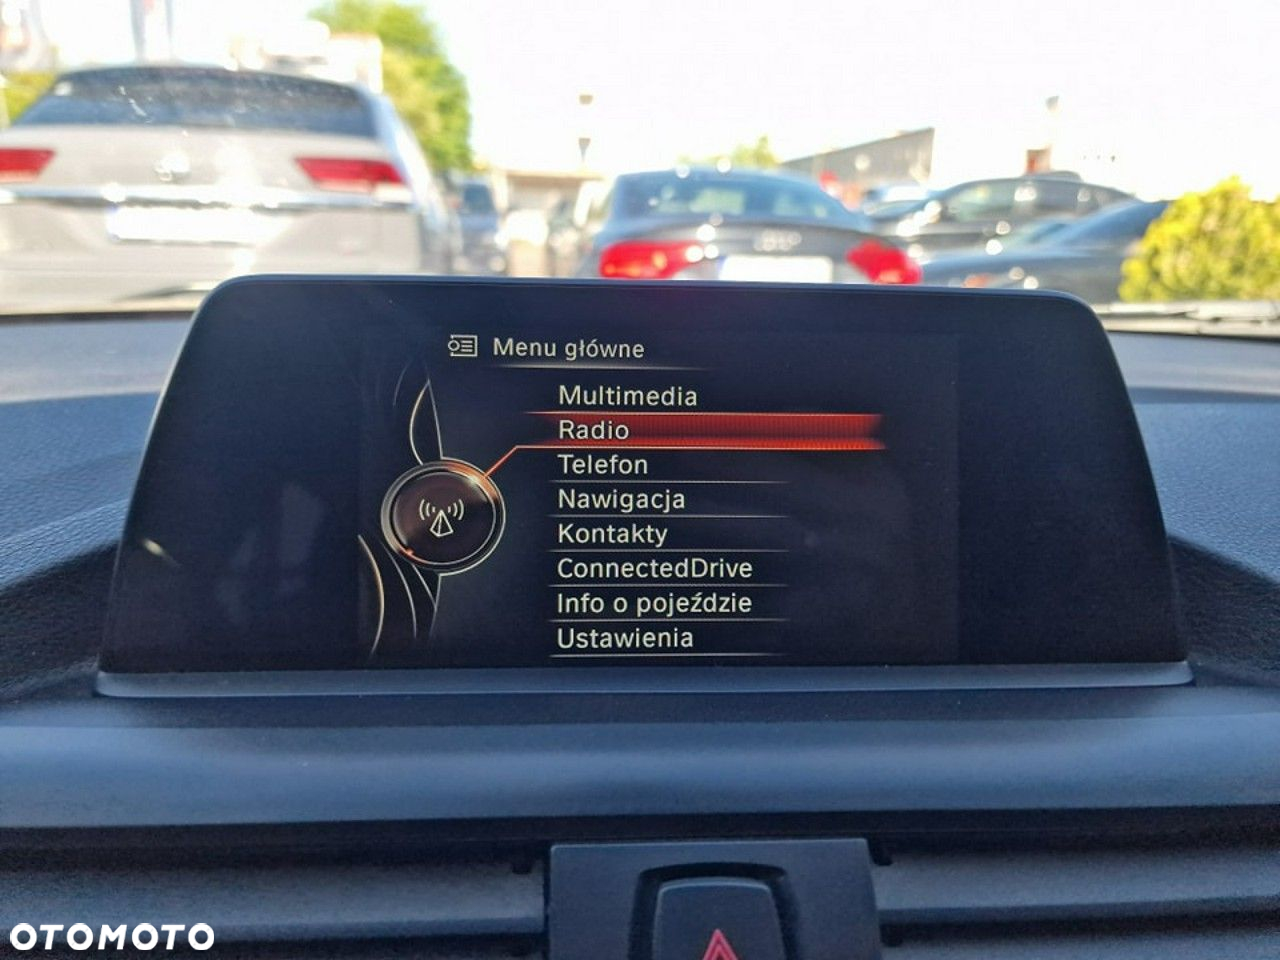 Menu główne
Multimedia
Radio
Telefon
Nawigacja
Kontakty
ConnectedDrive
Info o pojeździe
Ustawienia
OTOMOTO